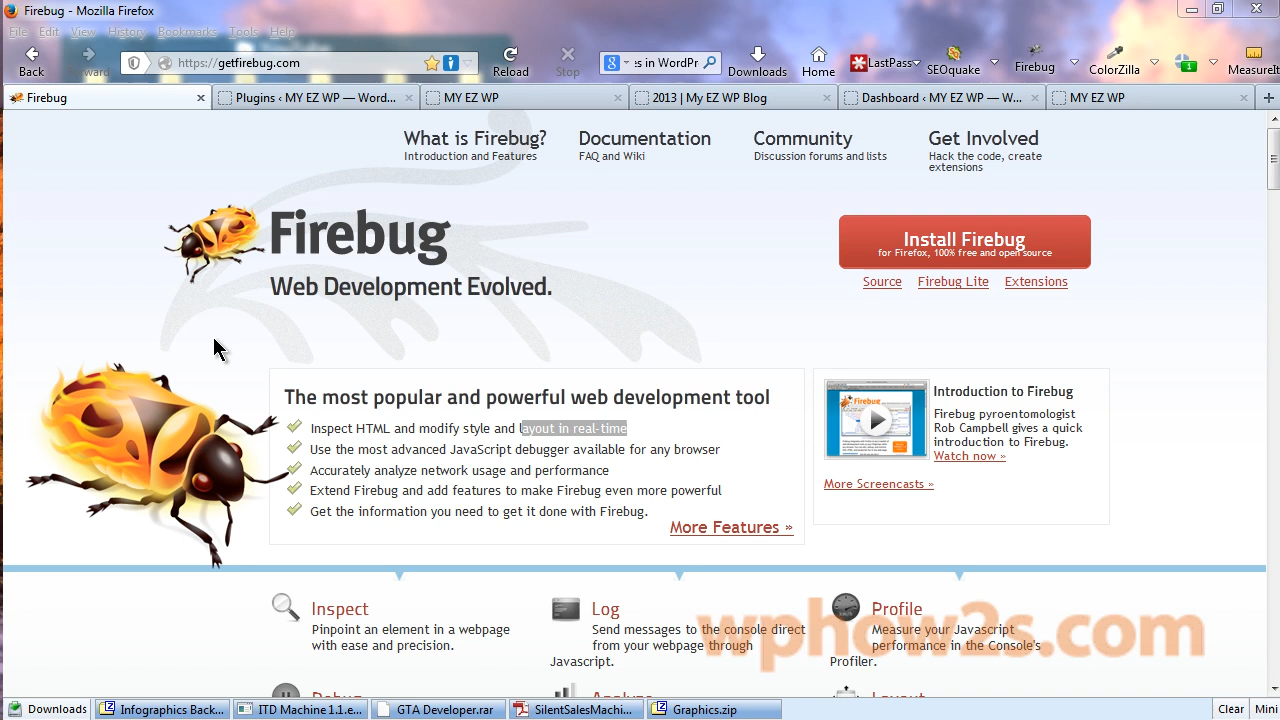 Firebug - Mozilla Firefox
File Edit View History Bookmarks Tools Help
Back Forward https://getfirebug.com Reload Stop s in WordPr Downloads Home LastPass SEOquake Firebug ColorZilla 1 MeasureIt
Firebug Plugins ‹ MY EZ WP — Word... MY EZ WP 2013 | My EZ WP Blog Dashboard ‹ MY EZ WP — W... MY EZ WP
What is Firebug? Documentation Community Get Involved
Introduction and Features FAQ and Wiki Discussion forums and lists Hack the code, create
extensions
Firebug
Web Development Evolved.
Install Firebug
for Firefox, 100% free and open source
Source Firebug Lite Extensions
The most popular and powerful web development tool
Inspect HTML and modify style and layout in real-time
Use the most advanced JavaScript debugger available for any browser
Accurately analyze network usage and performance
Extend Firebug and add features to make Firebug even more powerful
Get the information you need to get it done with Firebug.
More Features »
Introduction to Firebug
Firebug pyroentomologist
Rob Campbell gives a quick
introduction to Firebug.
Watch now »
More Screencasts »
Inspect
Pinpoint an element in a webpage
with ease and precision.
Log
Send messages to the console direct
from your webpage through
Javascript.
Profile
Measure your Javascript
performance in the Console's
Profiler.
wphow2s.com
Debug Analyze Layout
Downloads Infographics Back... ITD Machine 1.1.e... GTA Developer.rar SilentSalesMachi... Graphics.zip Clear Mini